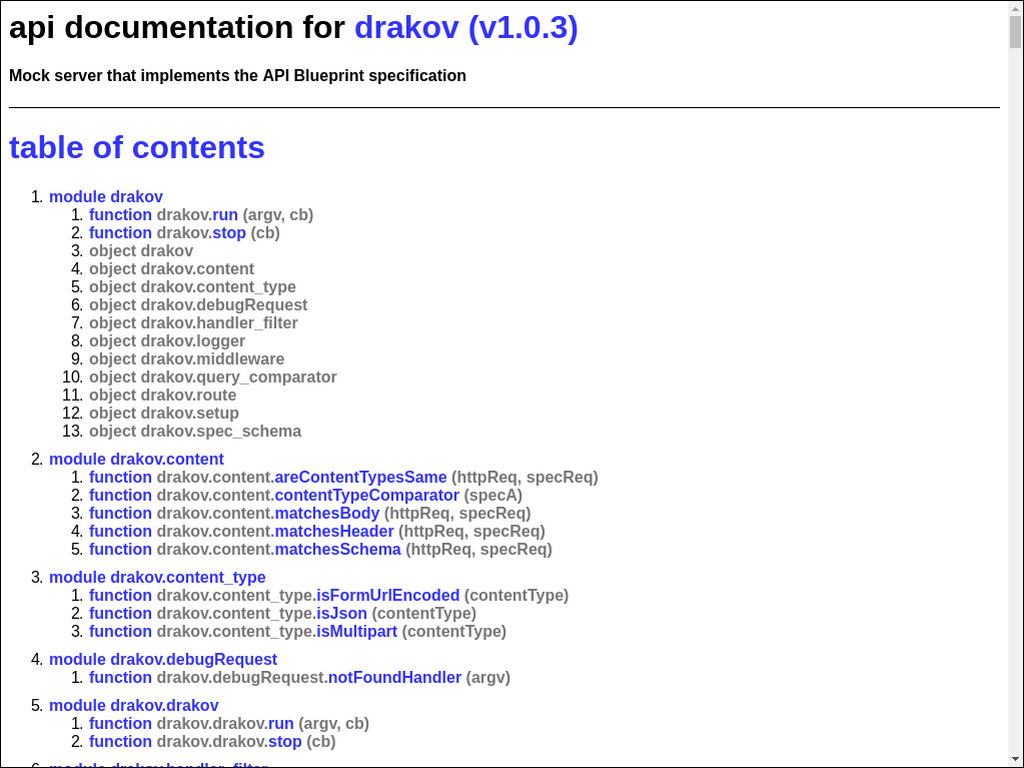 api documentation for drakov (v1.0.3)
Mock server that implements the API Blueprint specification
table of contents
1. module drakov
1. function drakov.run (argv, cb)
2. function drakov.stop (cb)
3. object drakov
4. object drakov.content
5. object drakov.content_type
6. object drakov.debugRequest
7. object drakov.handler_filter
8. object drakov.logger
9. object drakov.middleware
10. object drakov.query_comparator
11. object drakov.route
12. object drakov.setup
13. object drakov.spec_schema
2. module drakov.content
1. function drakov.content.areContentTypesSame (httpReq, specReq)
2. function drakov.content.contentTypeComparator (specA)
3. function drakov.content.matchesBody (httpReq, specReq)
4. function drakov.content.matchesHeader (httpReq, specReq)
5. function drakov.content.matchesSchema (httpReq, specReq)
3. module drakov.content_type
1. function drakov.content_type.isFormUrlEncoded (contentType)
2. function drakov.content_type.isJson (contentType)
3. function drakov.content_type.isMultipart (contentType)
4. module drakov.debugRequest
1. function drakov.debugRequest.notFoundHandler (argv)
5. module drakov.drakov
1. function drakov.drakov.run (argv, cb)
2. function drakov.drakov.stop (cb)
6. module drakov.handler_filter